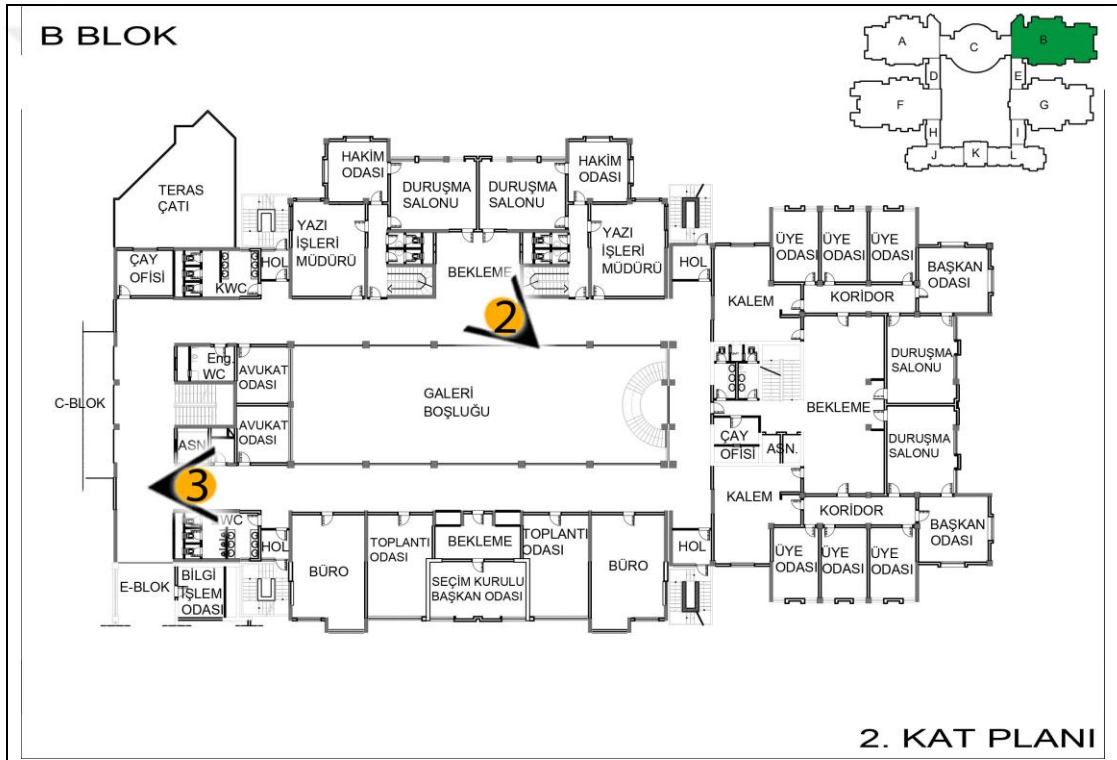 B BLOK
A
C
B
D
E
F
G
H
I
J
K
L
TERAS
ÇATI
HAKİM
ODASI
DURUŞMA
SALONU
DURUŞMA
SALONU
HAKİM
ODASI
YAZI
İŞLERİ
MÜDÜRÜ
YAZI
İŞLERİ
MÜDÜRÜ
ÇAY
OFİSİ
KWC
HOL
BEKLEME
HOL
ÜYE
ODASI
ÜYE
ODASI
ÜYE
ODASI
BAŞKAN
ODASI
KALEM
KORİDOR
2
Eng.
WC
AVUKAT
ODASI
GALERİ
BOŞLUĞU
DURUŞMA
SALONU
C-BLOK
AVUKAT
ODASI
BEKLEME
ASN.
ÇAY
OFİSİ
ASN.
DURUŞMA
SALONU
3
WC
KALEM
KORİDOR
BAŞKAN
ODASI
HOL
BÜRO
TOPLANTI
ODASI
BEKLEME
TOPLANTI
ODASI
BÜRO
HOL
ÜYE
ODASI
ÜYE
ODASI
ÜYE
ODASI
SEÇİM KURULU
BAŞKAN ODASI
E-BLOK
BİLGİ
İŞLEM
ODASI
2. KAT PLANI